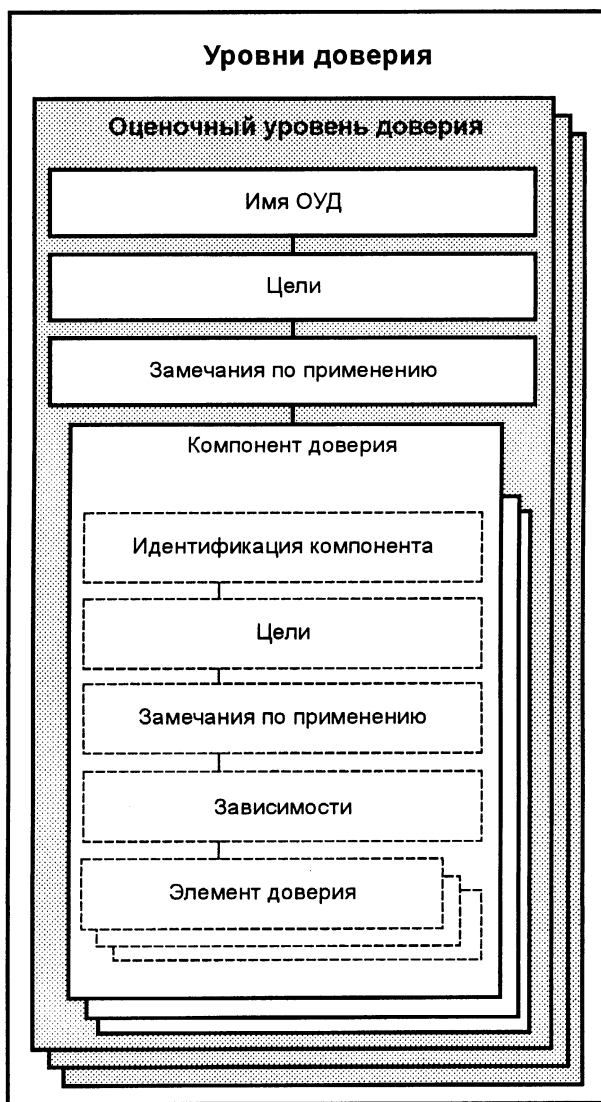 Уровни доверия
Оценочный уровень доверия
Имя ОУД
Цели
Замечания по применению
Компонент доверия
Идентификация компонента
Цели
Замечания по применению
Зависимости
Элемент доверия